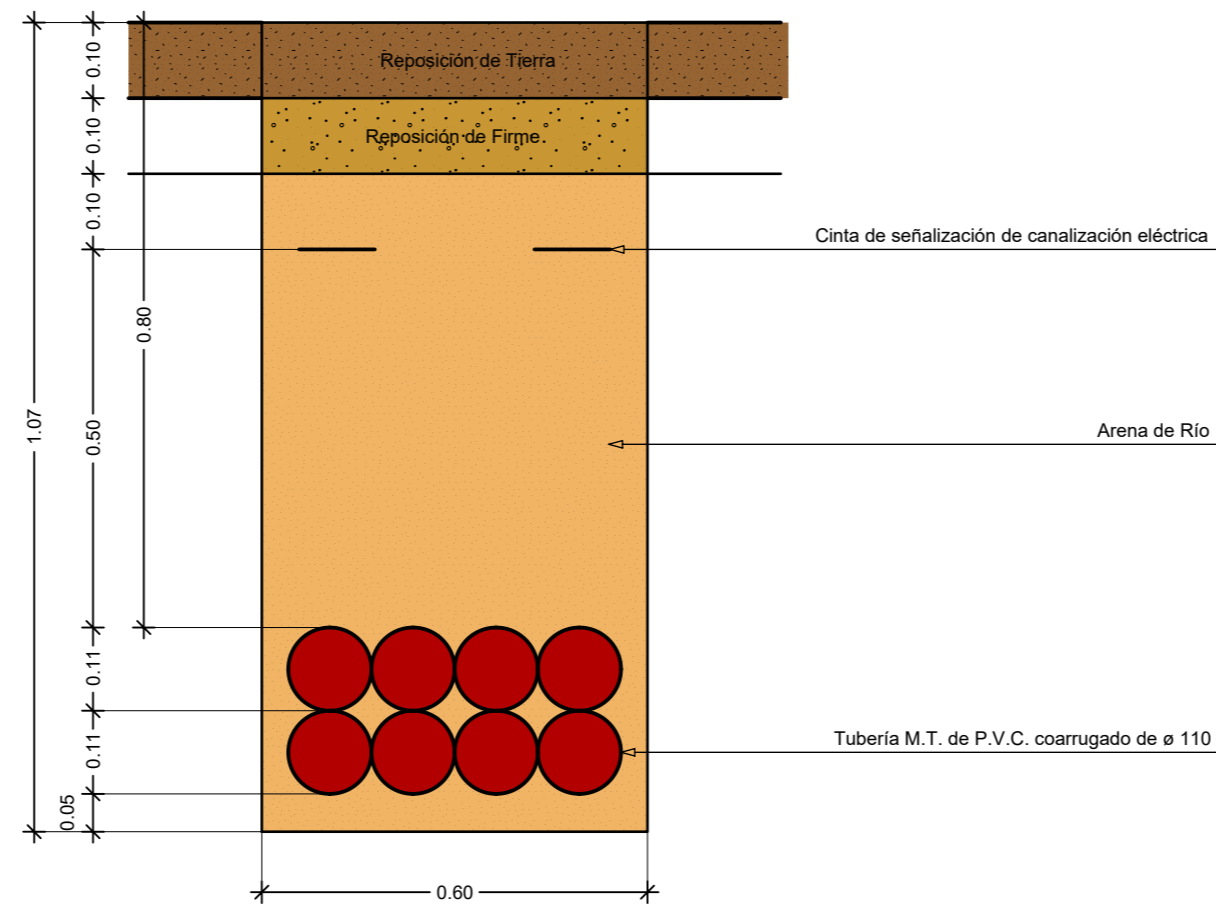 Reposición de Tierra
Reposición de Firme.
Cinta de señalización de canalización eléctrica
Arena de Río
Tubería M.T. de P.V.C. coarrugado de ø 110
0.10
0.10
0.10
0.80
1.07
0.50
0.11
0.11
0.05
0.60